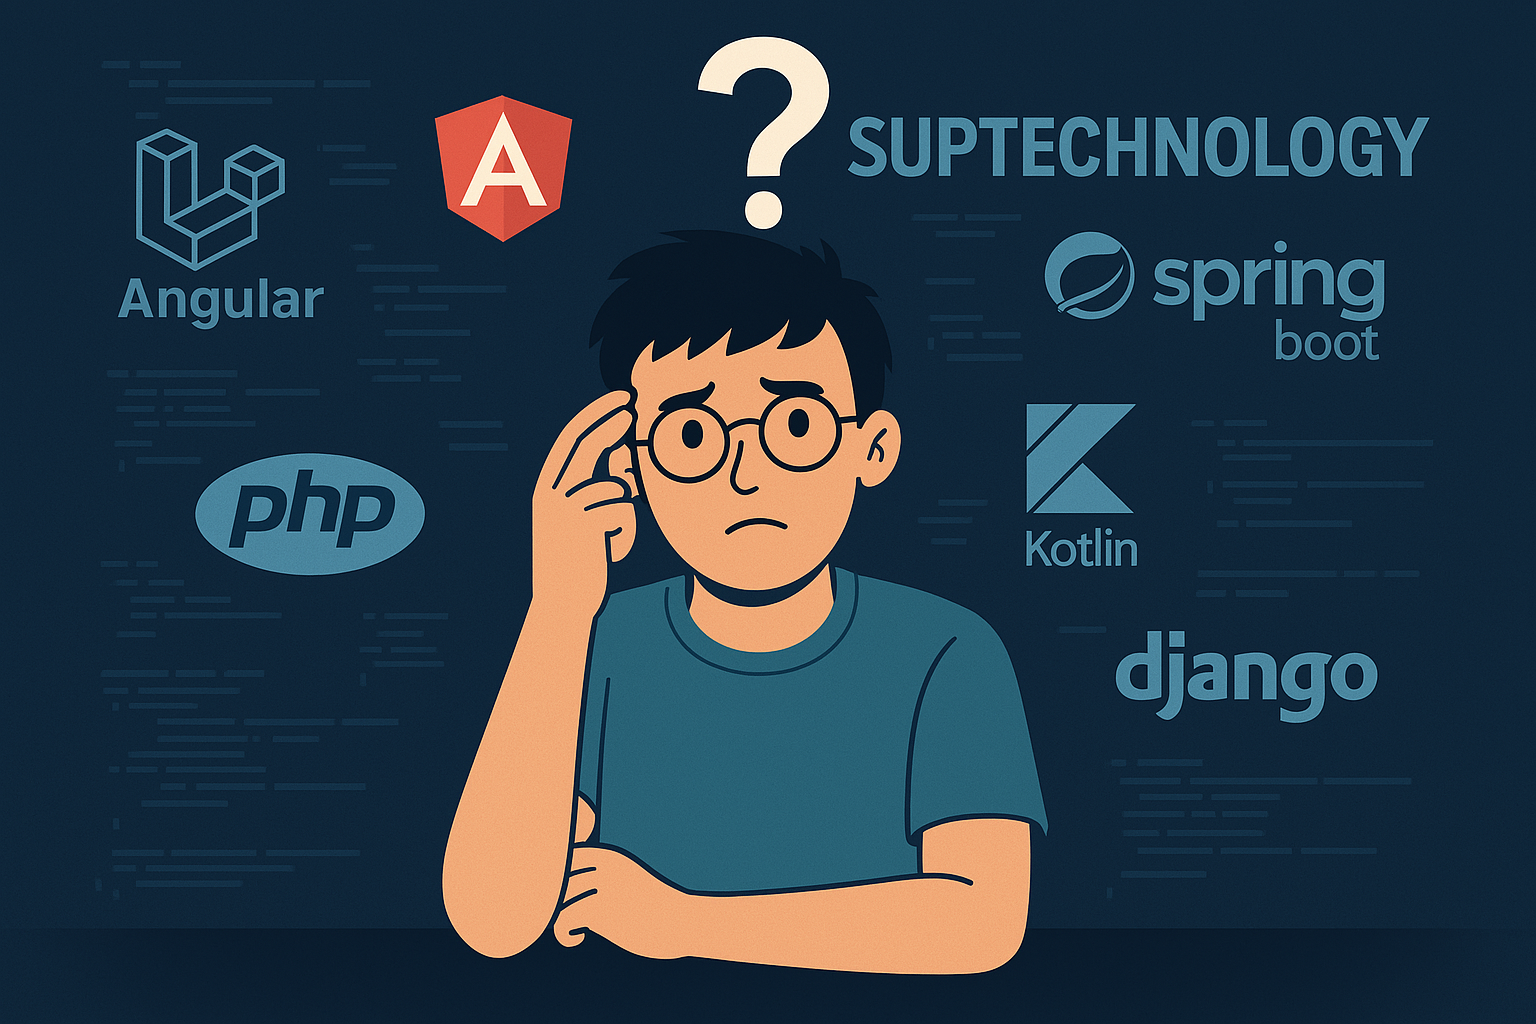 A
?
SUPTECHNOLOGY
Angular
spring
boot
php
Kotlin
django